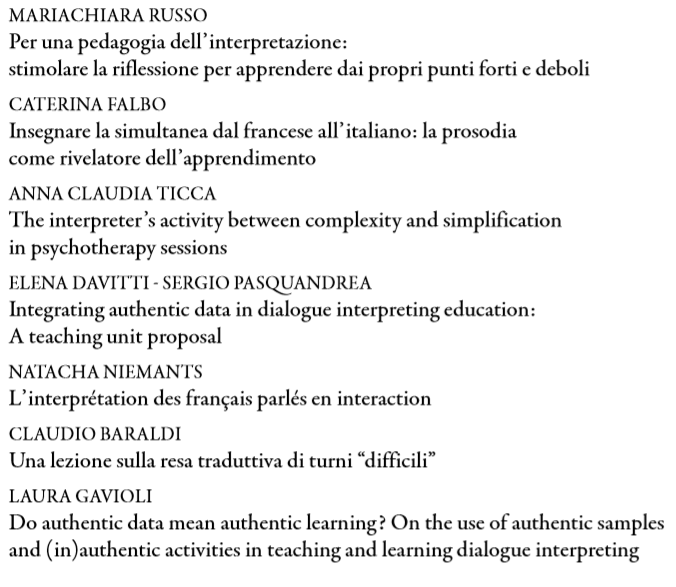 MARIACHIARA RUSSO
Per una pedagogia dell’interpretazione:
stimolare la riflessione per apprendere dai propri punti forti e deboli
CATERINA FALBO
Insegnare la simultanea dal francese all’italiano: la prosodia
come rivelatore dell’apprendimento
ANNA CLAUDIA TICCA
The interpreter’s activity between complexity and simplification
in psychotherapy sessions
ELENA DAVITTI - SERGIO PASQUANDREA
Integrating authentic data in dialogue interpreting education:
A teaching unit proposal
NATACHA NIEMANTS
L’interprétation des français parlés en interaction
CLAUDIO BARALDI
Una lezione sulla resa traduttiva di turni “difficili”
LAURA GAVIOLI
Do authentic data mean authentic learning? On the use of authentic samples
and (in)authentic activities in teaching and learning dialogue interpreting